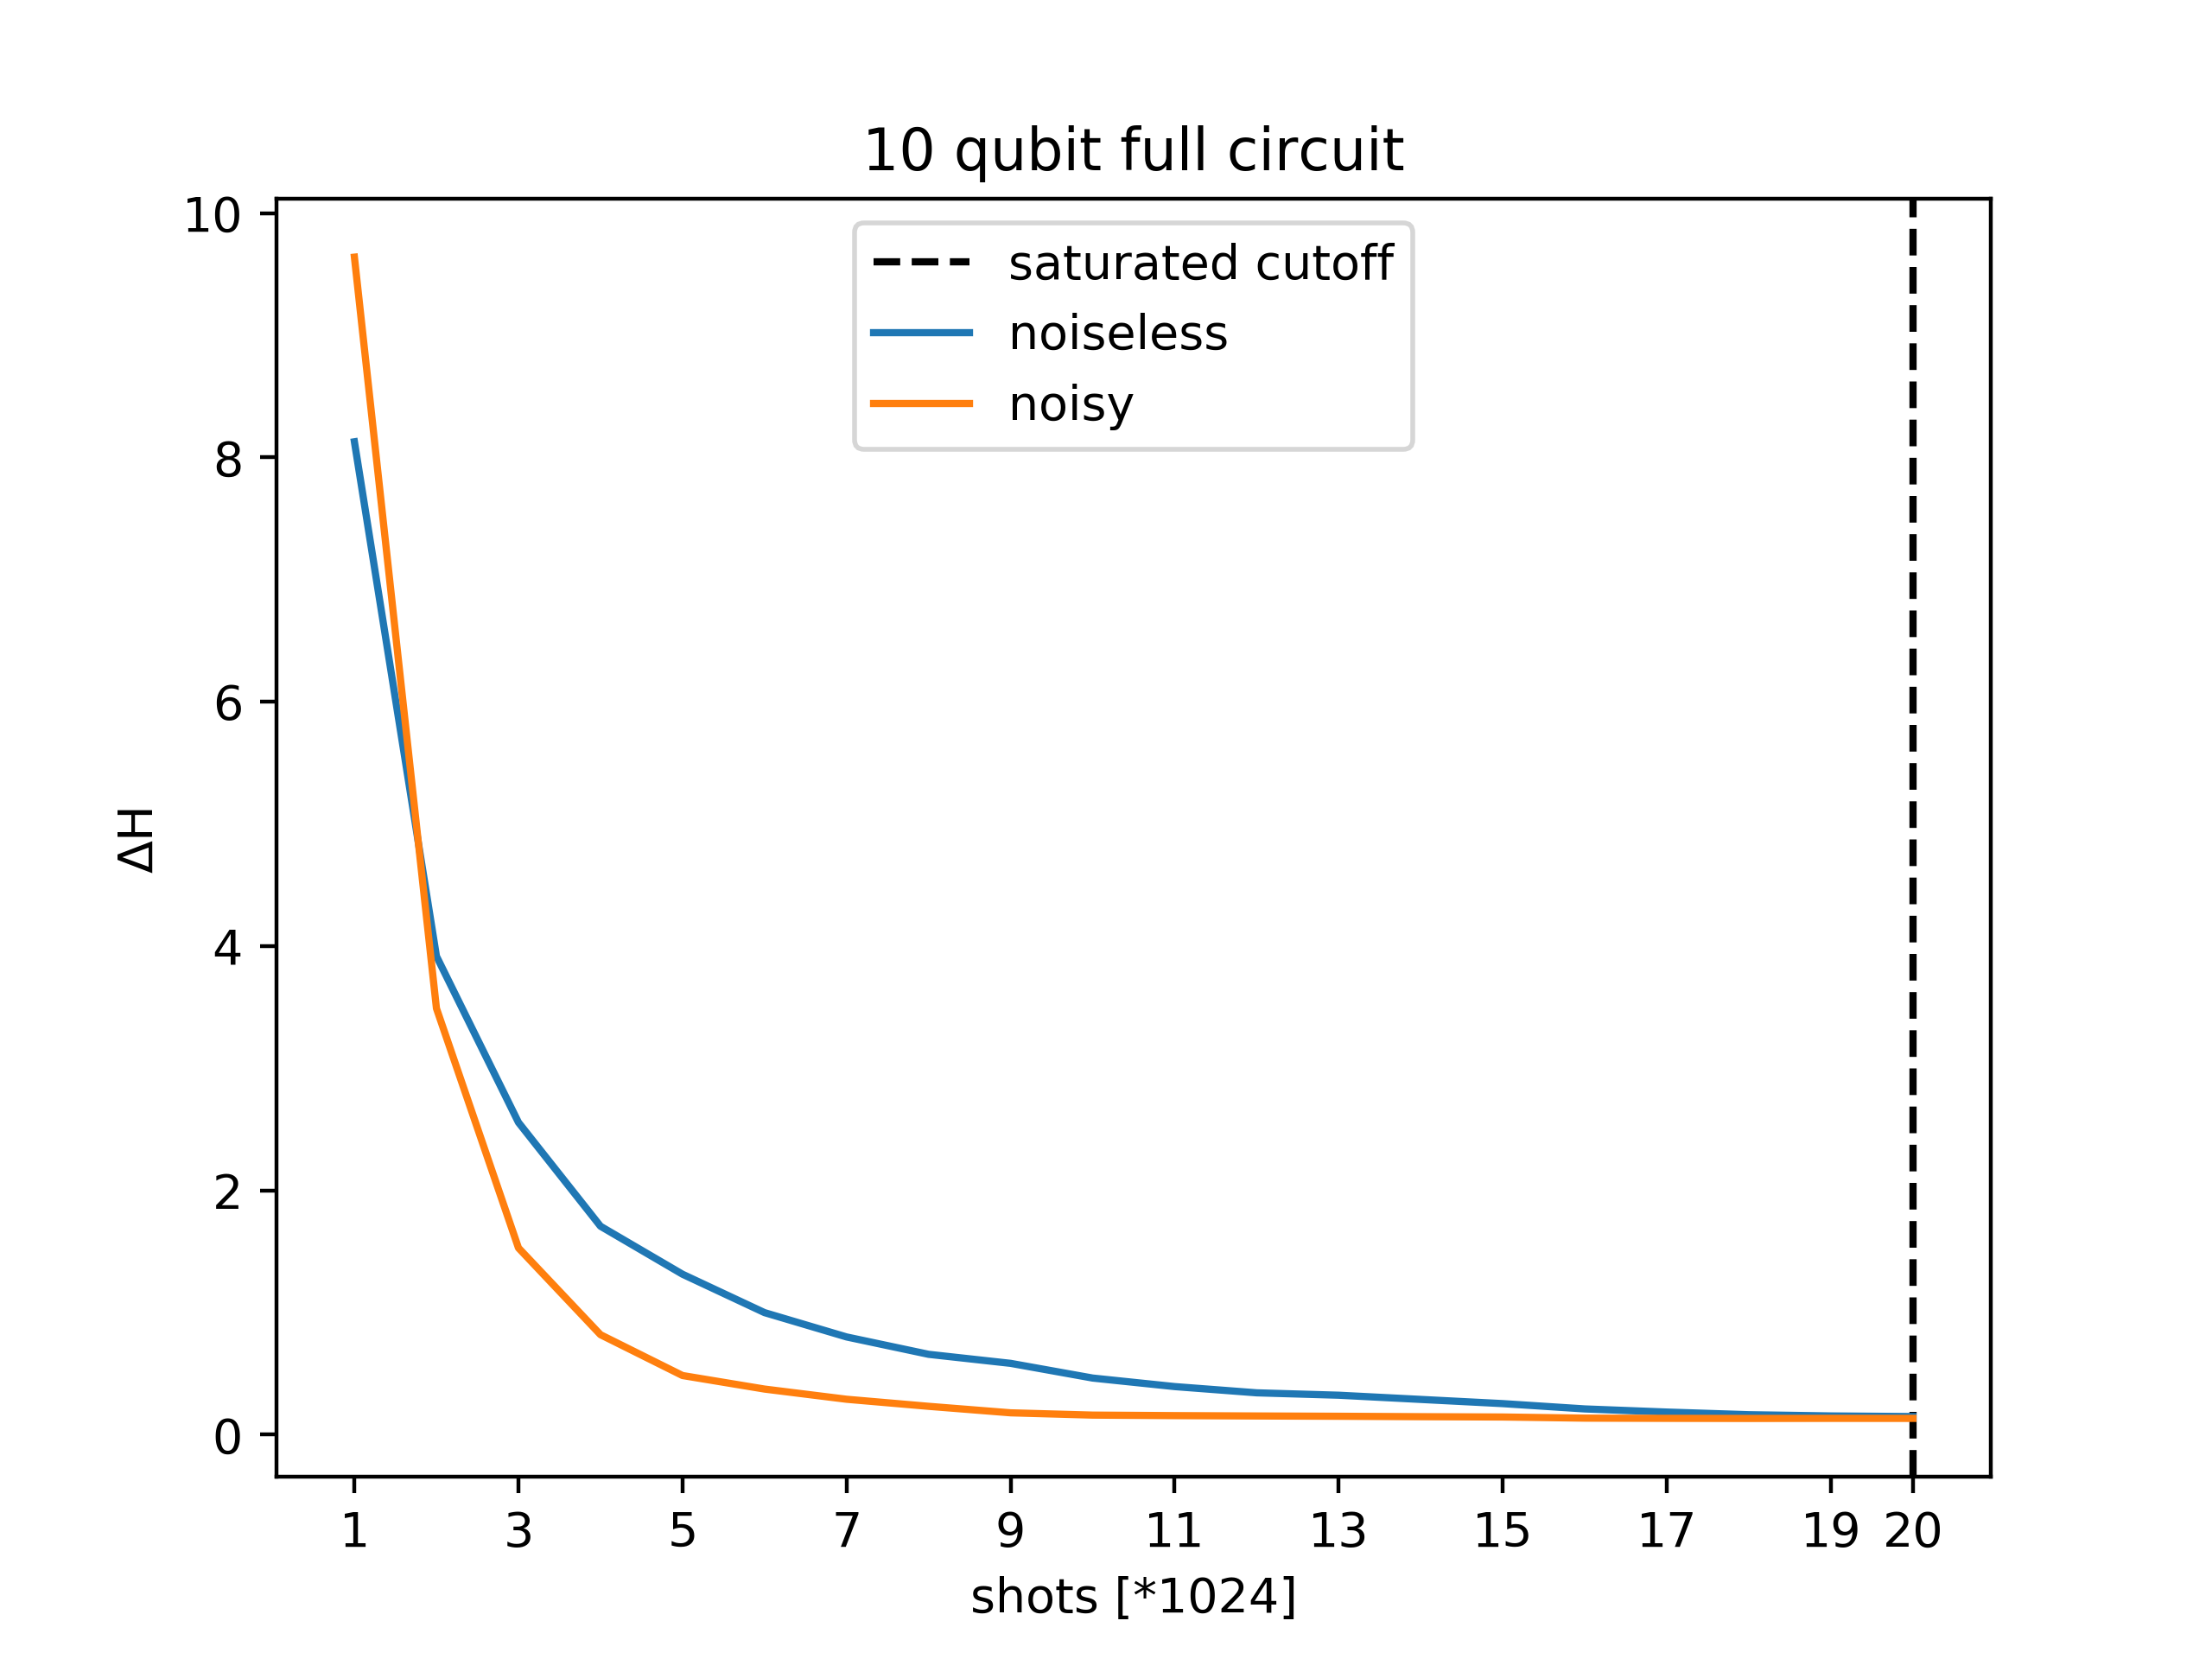 10 qubit full circuit
saturated cutoff
noiseless
noisy
10
8
6
4
2
0
ΔH
1 3 5 7 9 11 13 15 17 19 20
shots [*1024]